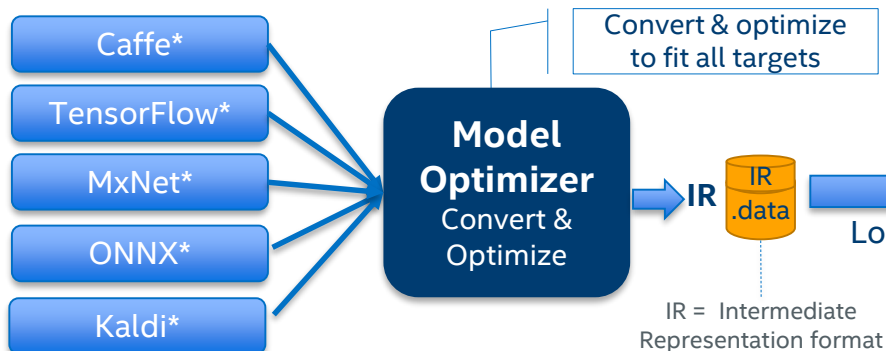 Caffe*
TensorFlow*
MxNet*
ONNX*
Kaldi*
Convert & optimize
to fit all targets
Model
Optimizer
Convert &
Optimize
IR
IR
.data
Lo
IR = Intermediate
Representation format